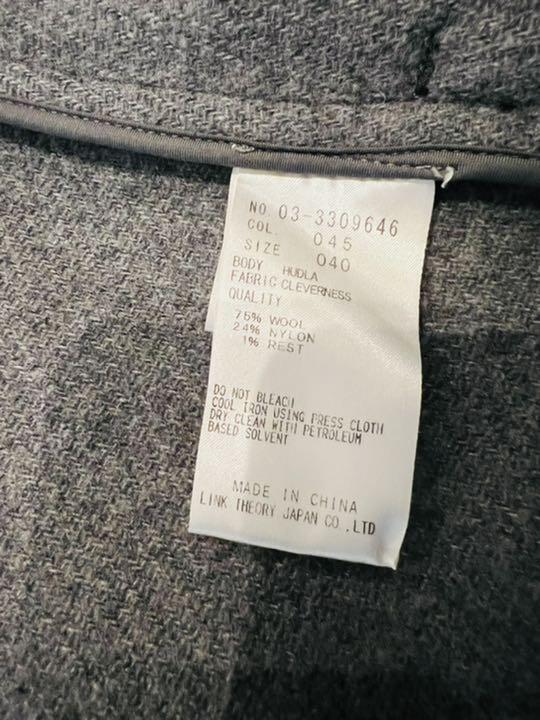 NO. 03-3309646
COL. 045
SIZE 040
BODY HUDLA
FABRIC CLEVERNESS
QUALITY
75% WOOL
24% NYLON
1% REST
DO NOT BLEACH
COOL IRON USING PRESS CLOTH
DRY CLEAN WITH PETROLEUM
BASED SOLVENT
MADE IN CHINA
LINK THEORY JAPAN CO.,LTD